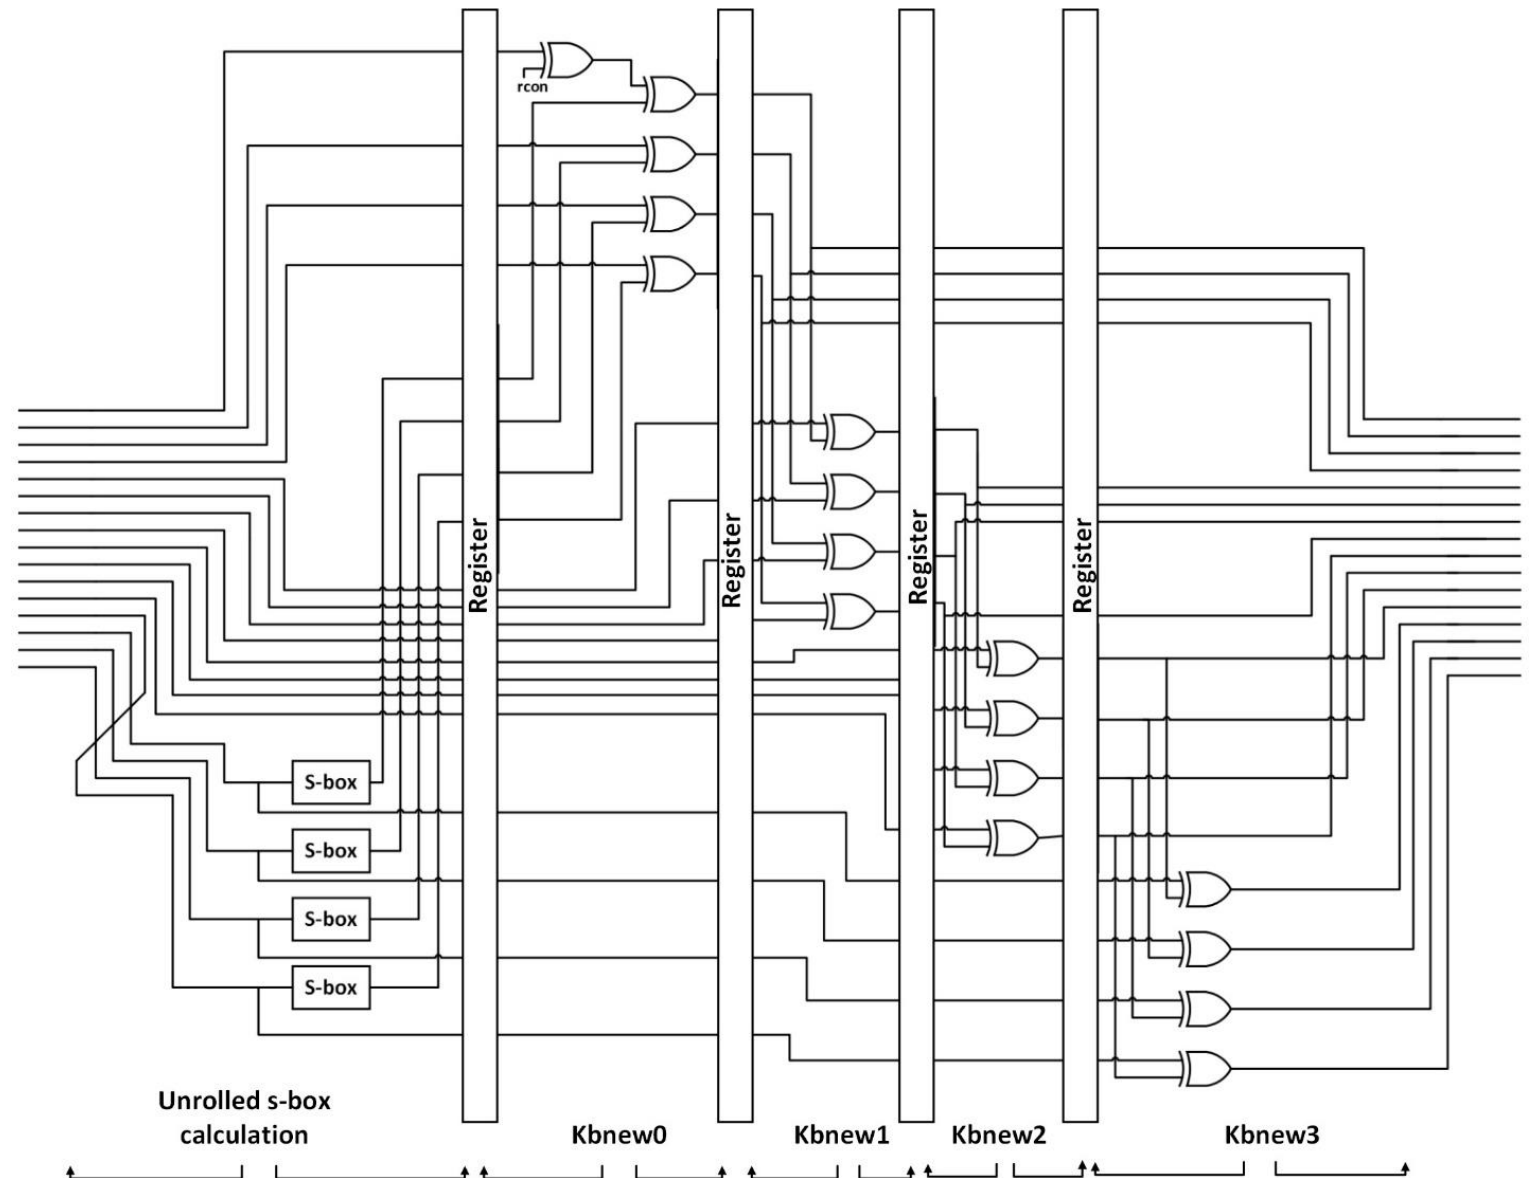 rcon
Register
Register
Register
Register
S-box
S-box
S-box
S-box
Unrolled s-box
calculation
Kbnew0
Kbnew1
Kbnew2
Kbnew3